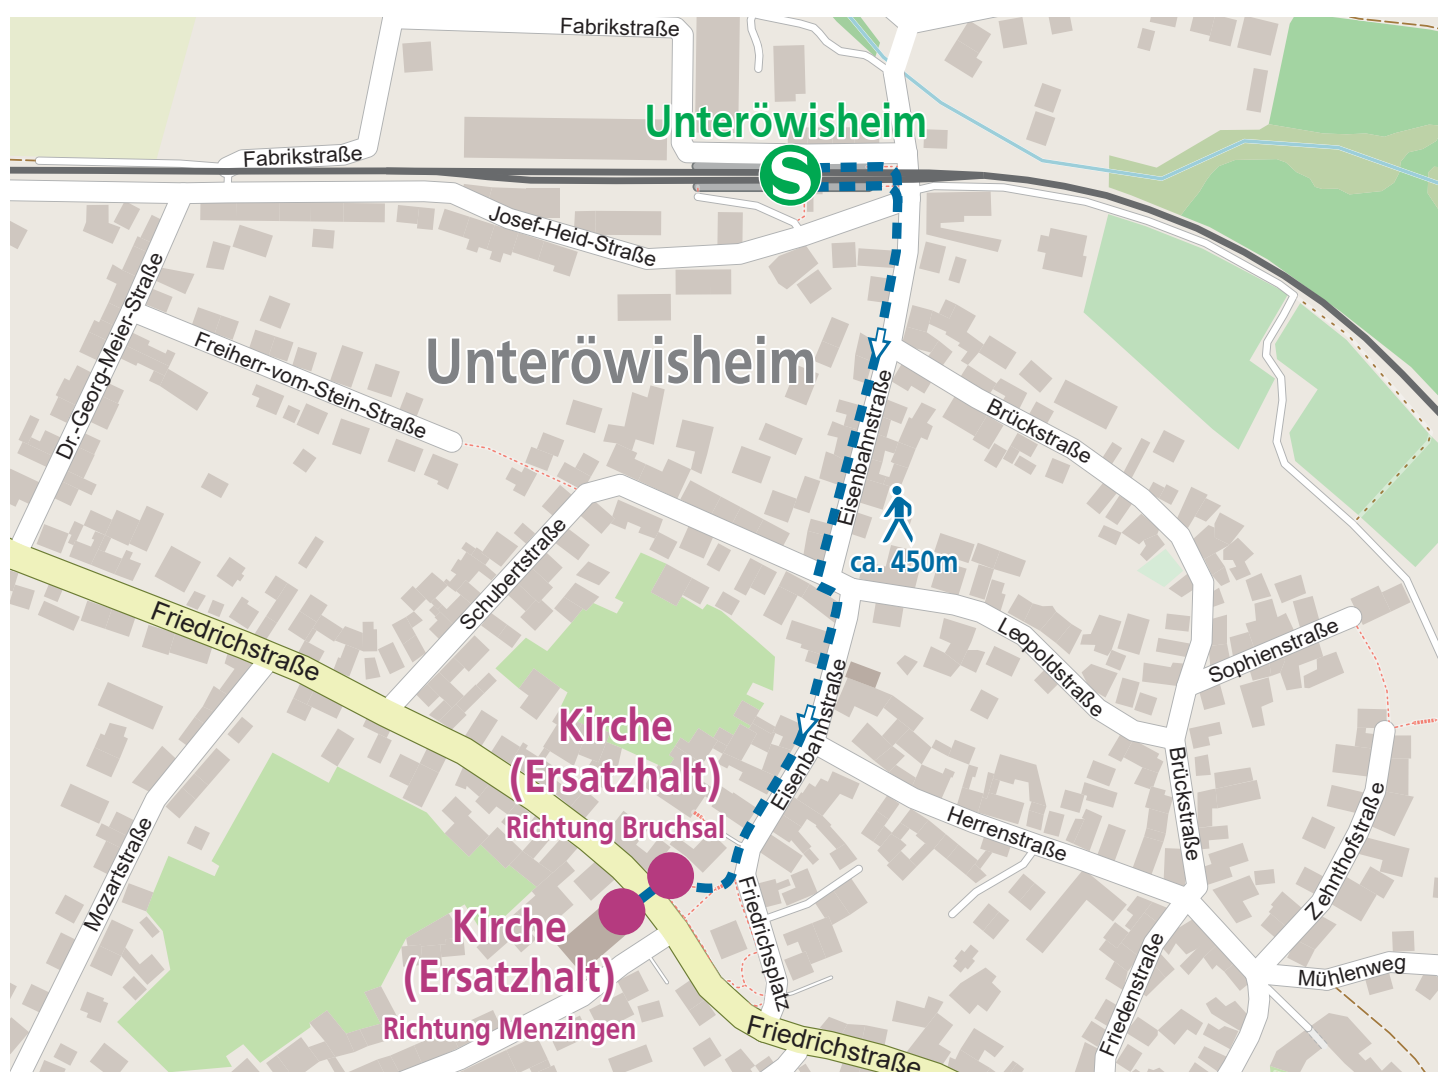 Fabrikstraße
Unteröwisheim
S
Fabrikstraße
Josef-Heid-Straße
Dr.-Georg-Meier-Straße
Freiherr-vom-Stein-Straße
Unteröwisheim
Eisenbahnstraße
Brückstraße
ca. 450m
Schubertstraße
Friedrichstraße
Leopoldstraße
Sophienstraße
Eisenbahnstraße
Kirche
(Ersatzhalt)
Richtung Bruchsal
Brückstraße
Herrenstraße
Zehnthofstraße
Mozartstraße
Kirche
(Ersatzhalt)
Richtung Menzingen
Friedrichsplatz
Friedenstraße
Mühlenweg
Friedrichstraße